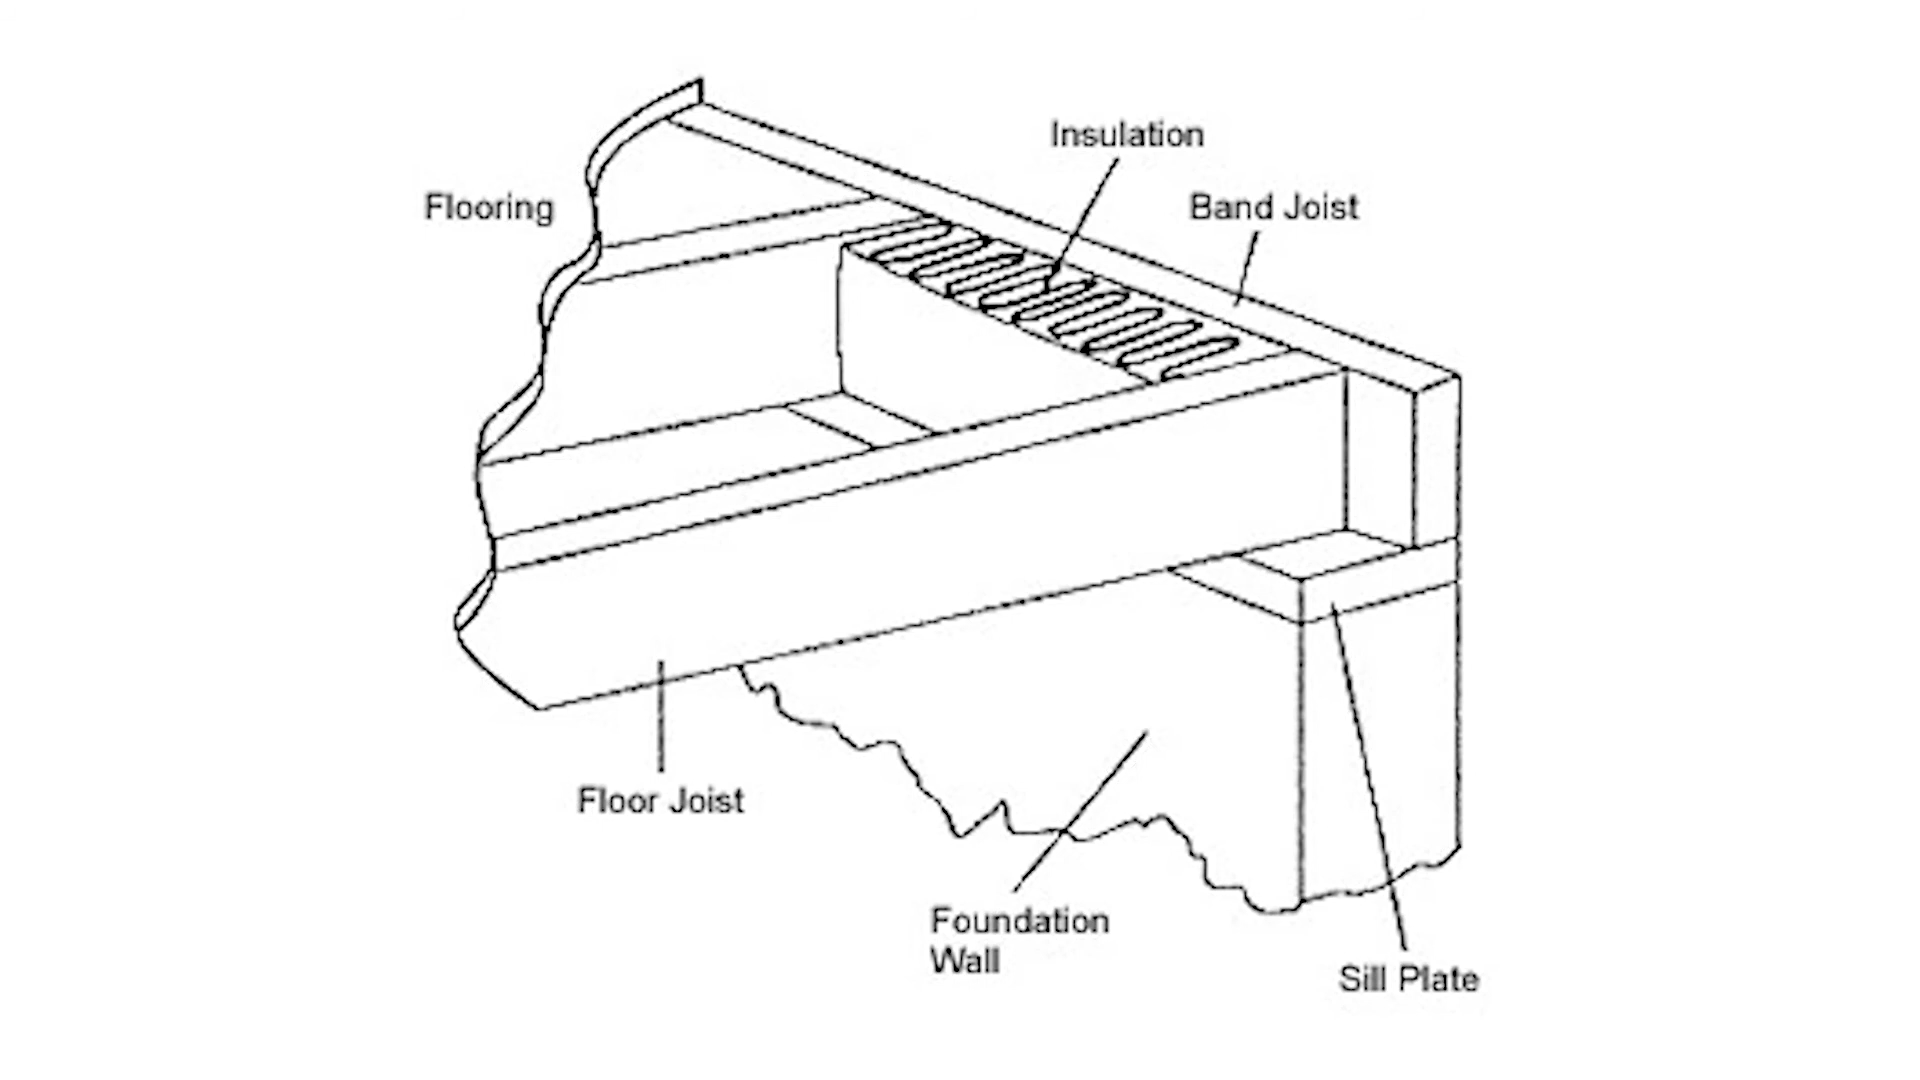 Insulation
Flooring
Band Joist
Floor Joist
Foundation
Wall
Sill Plate